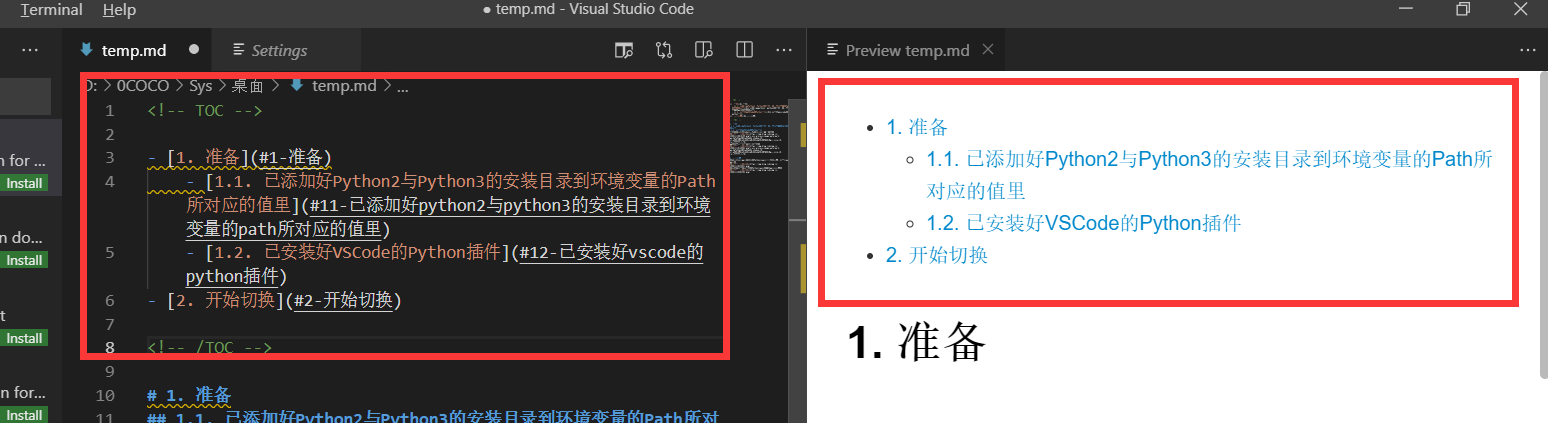 Terminal Help
● temp.md - Visual Studio Code
temp.md ● Settings
Preview temp.md
D: > 0COCO > Sys > 桌面 > temp.md > ...
1 <!-- TOC -->
2
3 - [1. 准备](#1-准备)
4 - [1.1. 已添加好Python2与Python3的安装目录到环境变量的Path
所对应的值里](#11-已添加好python2与python3的安装目录到环境
变量的path所对应的值里)
5 - [1.2. 已安装好VSCode的Python插件](#12-已安装好vscode的
python插件)
6 - [2. 开始切换](#2-开始切换)
7
8 <!-- /TOC -->
9
10 # 1. 准备
11 ## 1.1. 已添加好Python2与Python3的安装目录到环境变量的Path所对
n for ...
Install
n do...
Install
t
Install
n for...
Install
• 1. 准备
◦ 1.1. 已添加好Python2与Python3的安装目录到环境变量的Path所
对应的值里
◦ 1.2. 已安装好VSCode的Python插件
• 2. 开始切换
1. 准备